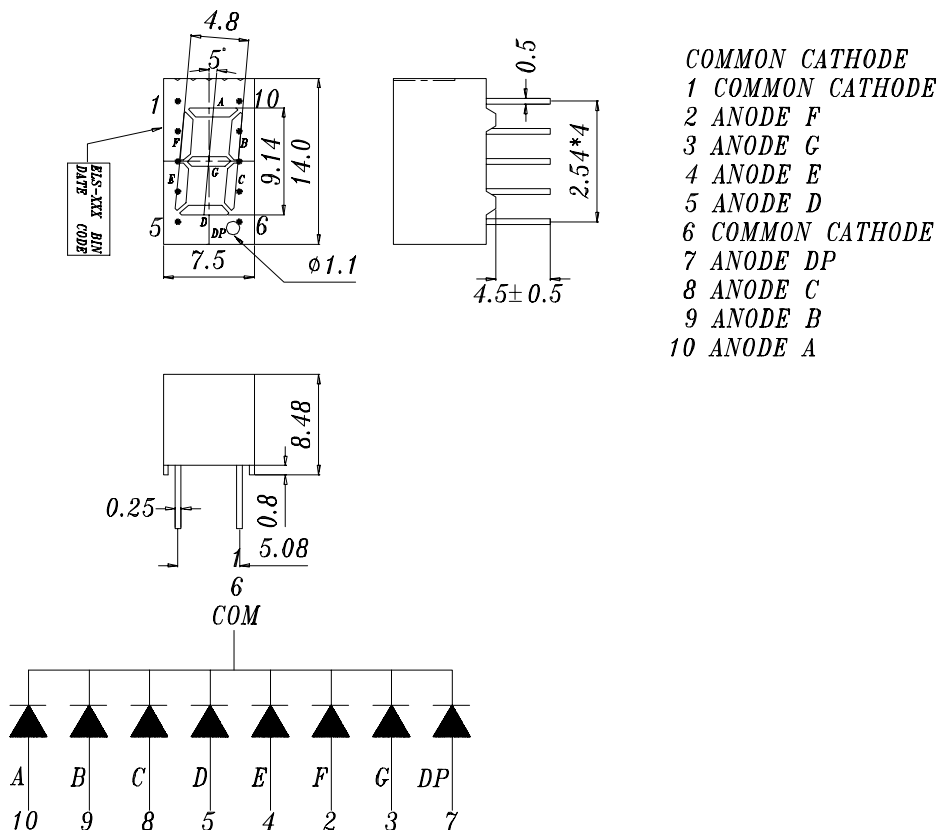 4.8
5°
1
10
A
F
B
G
E
C
D
DP
5
6
9.14
14.0
7.5
φ1.1
ELS-XXX BIN
DATE CODE
0.5
2.54*4
4.5±0.5
COMMON CATHODE
1 COMMON CATHODE
2 ANODE F
3 ANODE G
4 ANODE E
5 ANODE D
6 COMMON CATHODE
7 ANODE DP
8 ANODE C
9 ANODE B
10 ANODE A
8.48
0.25
0.8
5.08
1
6
COM
A B C D E F G DP
10 9 8 5 4 2 3 7